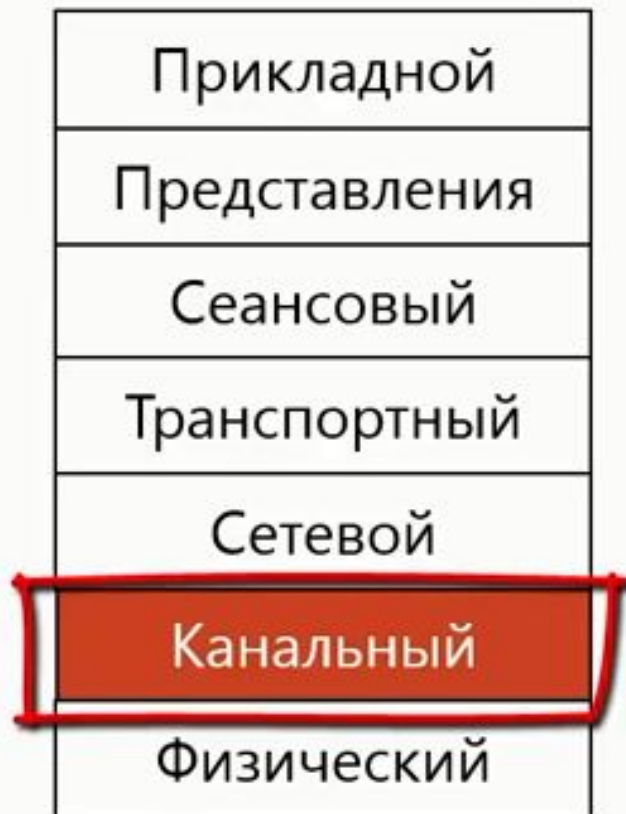 Прикладной
Представления
Сеансовый
Транспортный
Сетевой
Канальный
Физический